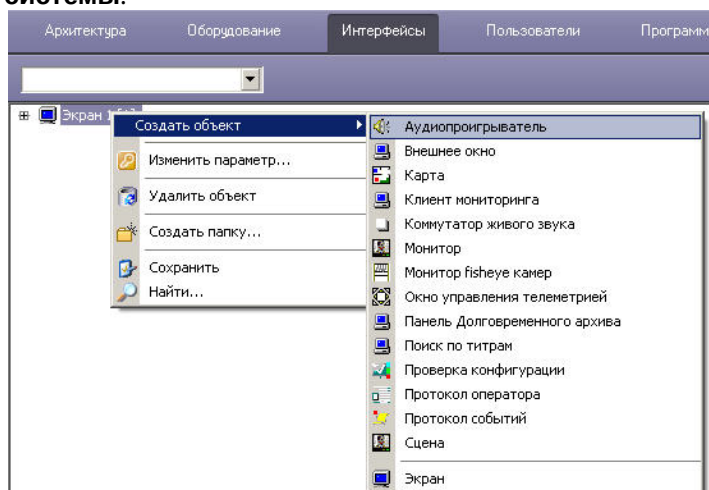 системы.
Архитектура Оборудование Интерфейсы Пользователи Программ
Экран 1 [1]
Создать объект
Изменить параметр...
Удалить объект
Создать папку...
Сохранить
Найти...
Аудиопроигрыватель
Внешнее окно
Карта
Клиент мониторинга
Коммутатор живого звука
Монитор
Монитор fisheye камер
Окно управления телеметрией
Панель Долговременного архива
Поиск по титрам
Проверка конфигурации
Протокол оператора
Протокол событий
Сцена
Экран